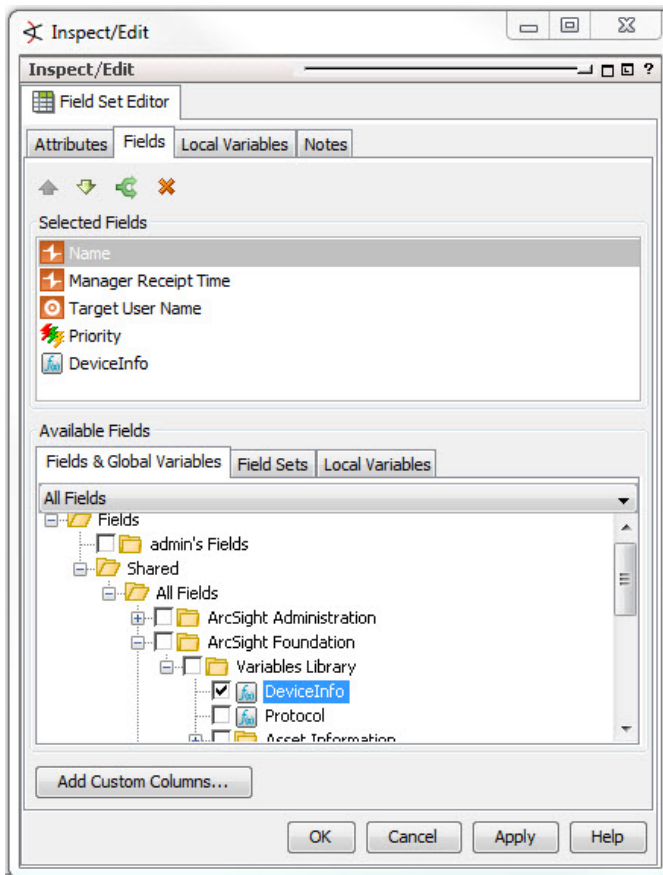 Inspect/Edit
Inspect/Edit ?
Field Set Editor
Attributes Fields Local Variables Notes
Selected Fields
Name
Manager Receipt Time
Target User Name
Priority
DeviceInfo
Available Fields
Fields & Global Variables Field Sets Local Variables
All Fields
Fields
admin's Fields
Shared
All Fields
ArcSight Administration
ArcSight Foundation
Variables Library
DeviceInfo
Protocol
Asset Information
Add Custom Columns...
OK Cancel Apply Help